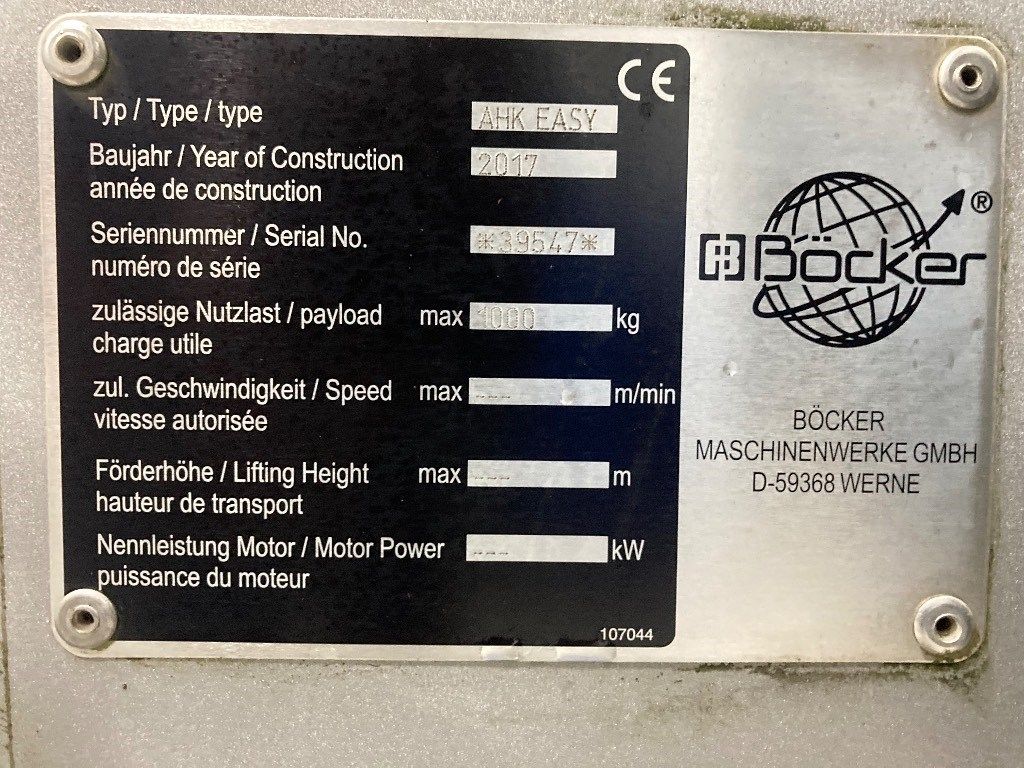 CE
Typ / Type / type AHK EASY
Baujahr / Year of Construction 2017
année de construction
Seriennummer / Serial No. *39547*
numéro de série
zulässige Nutzlast / payload max 1000 kg
charge utile
zul. Geschwindigkeit / Speed max --- m/min
vitesse autorisée
Förderhöhe / Lifting Height max --- m
hauteur de transport
Nennleistung Motor / Motor Power --- kW
puissance du moteur
107044
Böcker ®
BÖCKER
MASCHINENWERKE GMBH
D-59368 WERNE